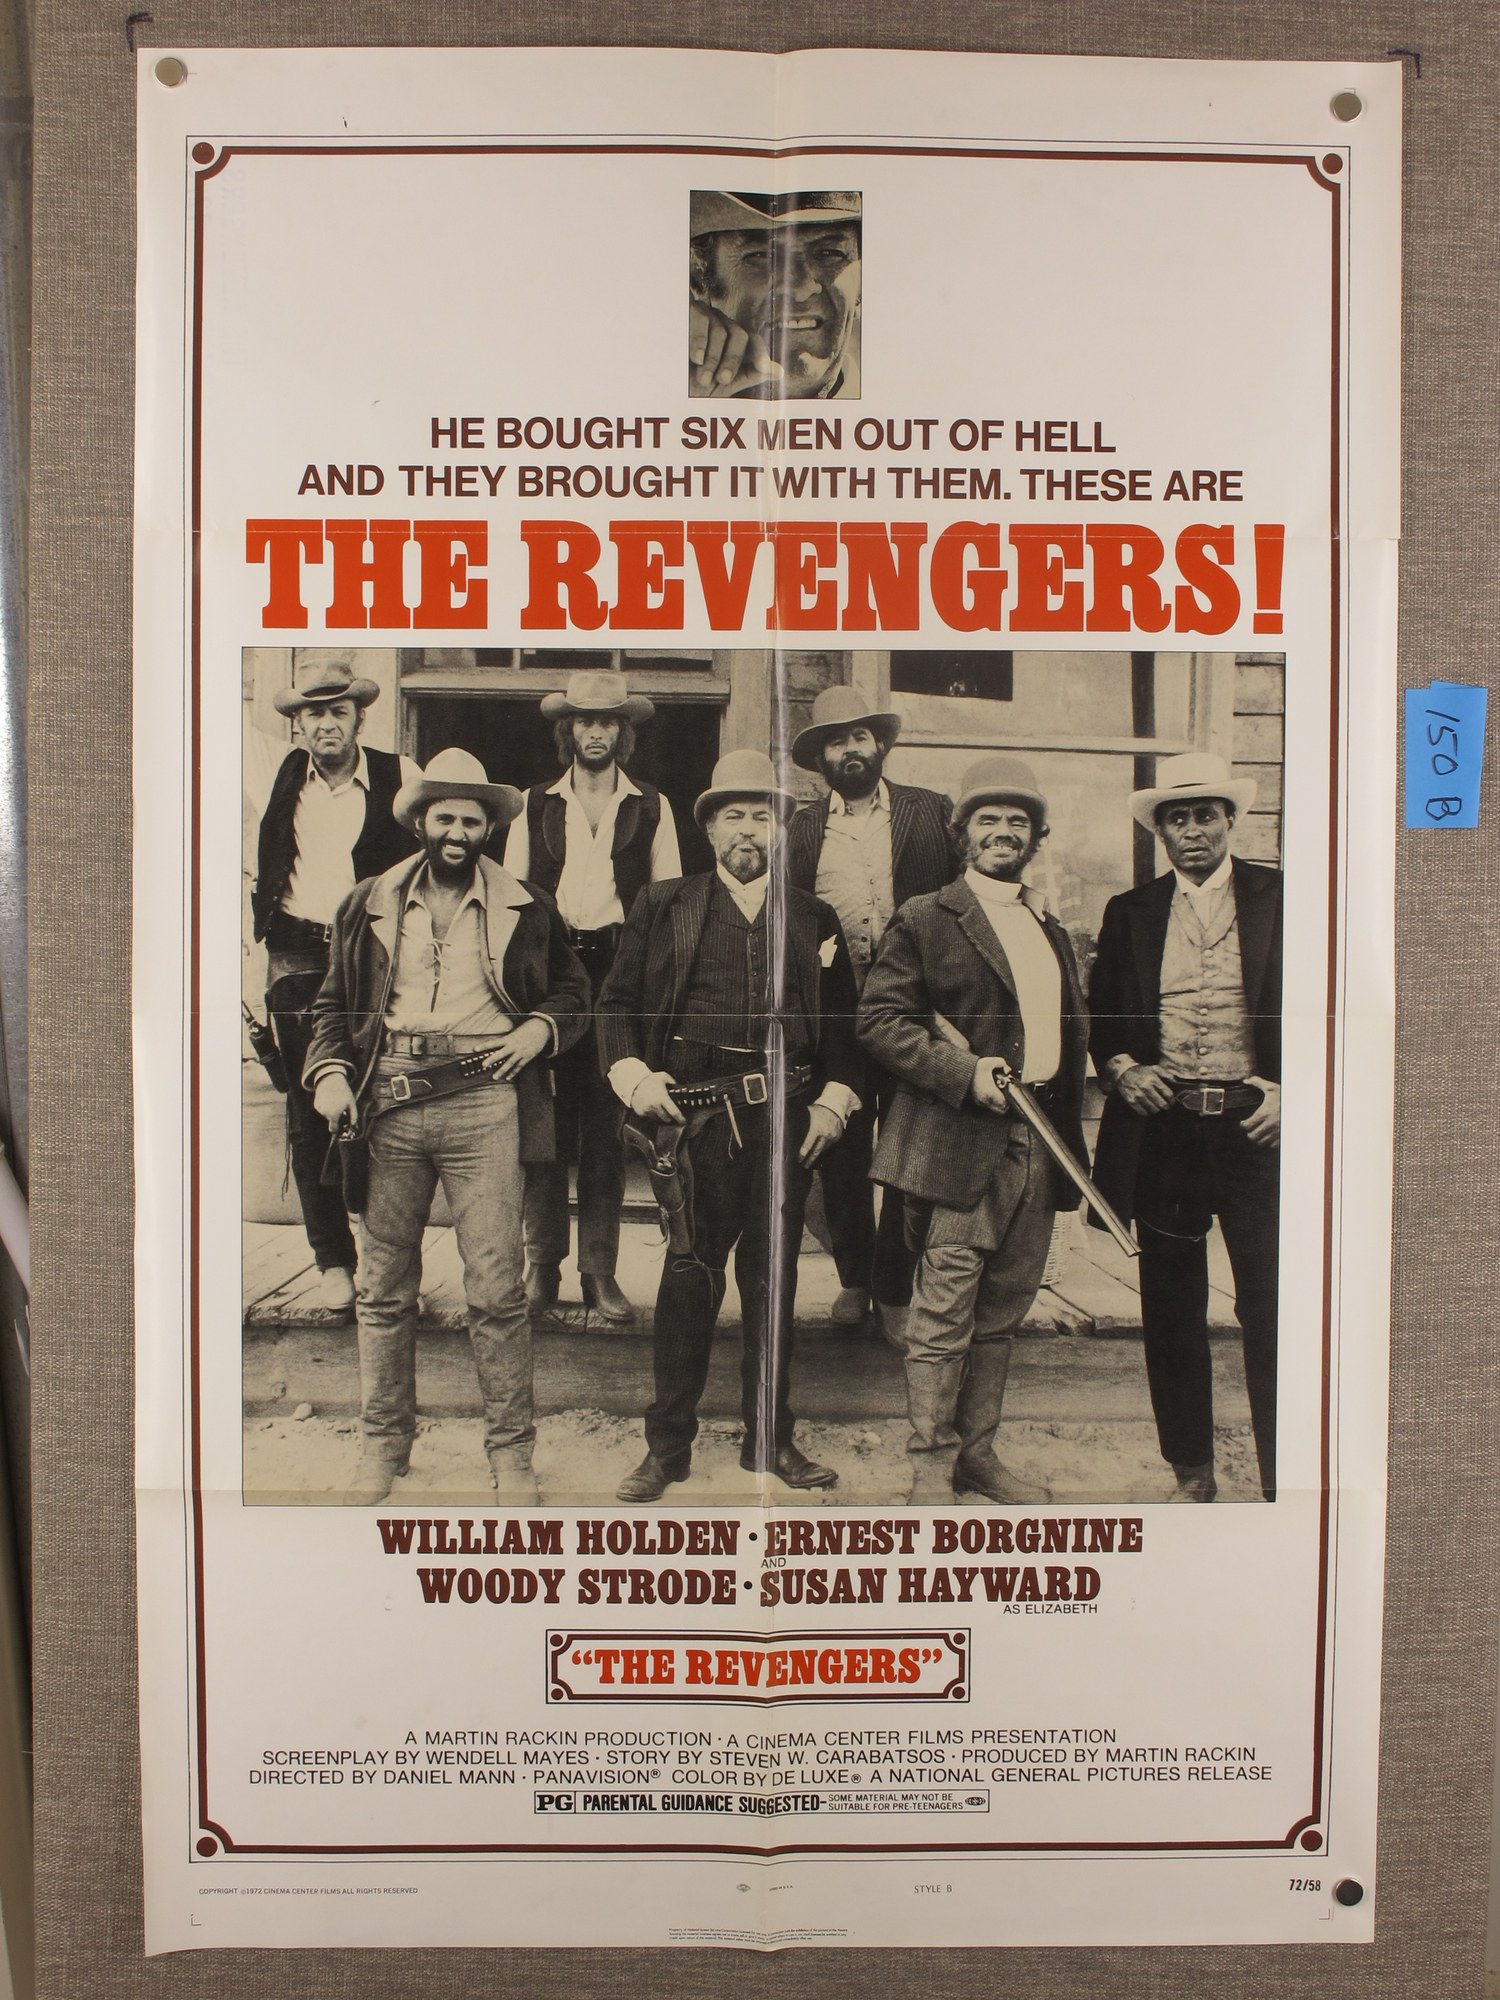 HE BOUGHT SIX MEN OUT OF HELL
AND THEY BROUGHT IT WITH THEM. THESE ARE
THE REVENGERS!
150 B
WILLIAM HOLDEN · ERNEST BORGNINE
AND
WOODY STRODE · SUSAN HAYWARD
AS ELIZABETH
“THE REVENGERS”
A MARTIN RACKIN PRODUCTION · A CINEMA CENTER FILMS PRESENTATION
SCREENPLAY BY WENDELL MAYES · STORY BY STEVEN W. CARABATSOS · PRODUCED BY MARTIN RACKIN
DIRECTED BY DANIEL MANN · PANAVISION® COLOR BY DE LUXE® A NATIONAL GENERAL PICTURES RELEASE
PG PARENTAL GUIDANCE SUGGESTED- SOME MATERIAL MAY NOT BE
SUITABLE FOR PRE-TEENAGERS
COPYRIGHT ©1972 CINEMA CENTER FILMS ALL RIGHTS RESERVED
STYLE B
72/58